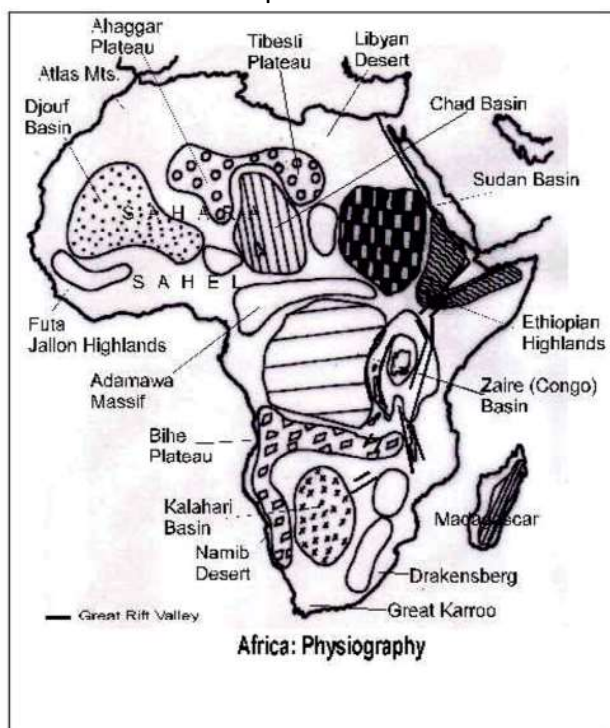 Ahaggar
Plateau
Tibesti
Plateau
Libyan
Desert
Atlas Mts.
Djouf
Basin
Chad Basin
Sudan Basin
SAHARA
SAHEL
Futa
Jallon Highlands
Ethiopian
Highlands
Adamawa
Massif
Zaire (Congo)
Basin
Bihe
Plateau
Kalahari
Basin
Madagascar
Namib
Desert
Drakensberg
Great Karroo
Great Rift Valley
Africa: Physiography